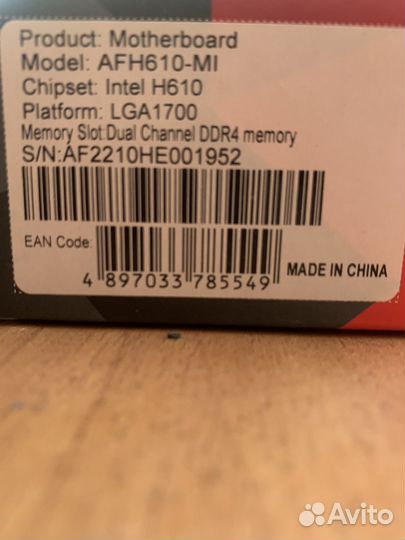 Product: Motherboard
Model: AFH610-MI
Chipset: Intel H610
Platform: LGA1700
Memory Slot:Dual Channel DDR4 memory
S/N:AF2210HE001952
EAN Code:
4 897033 785549
MADE IN CHINA
Avito